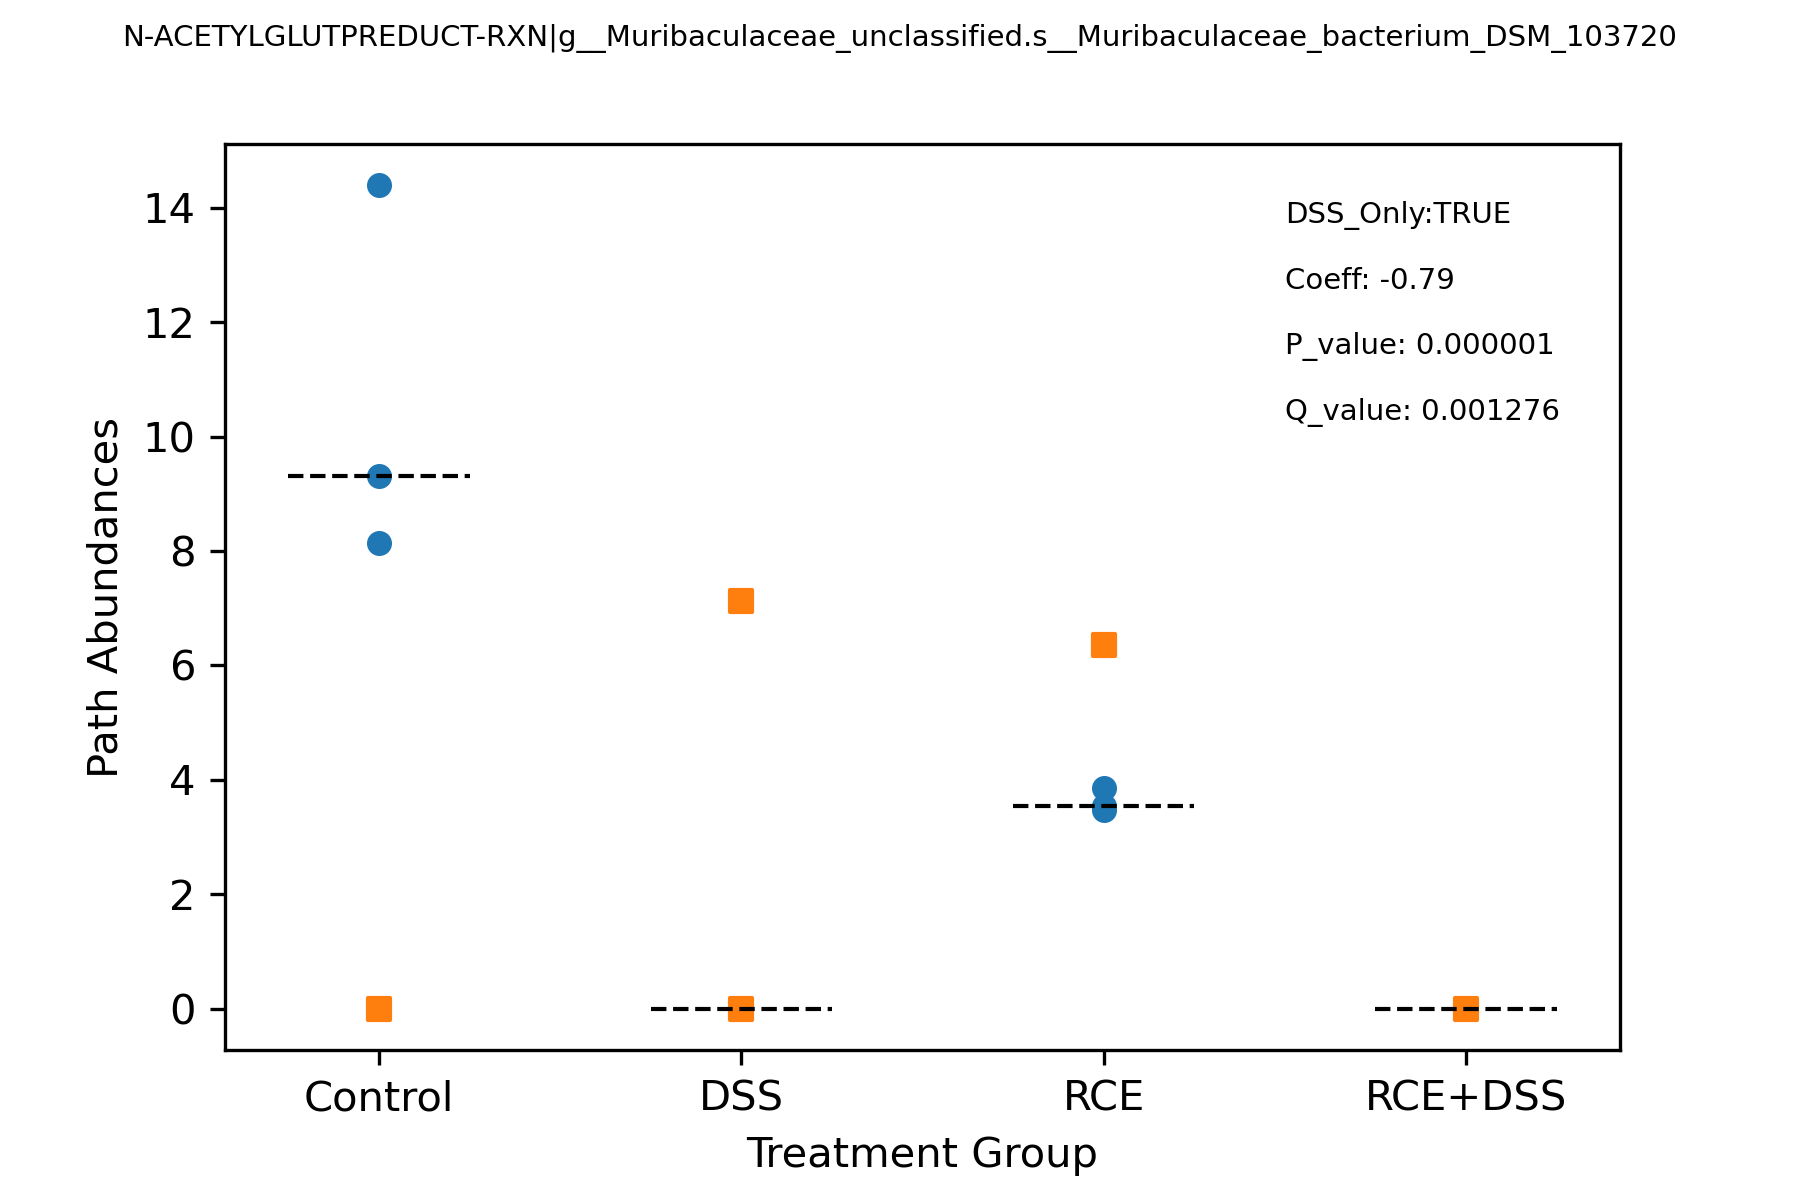 N-ACETYLGLUTPREDUCT-RXN|g__Muribaculaceae_unclassified.s__Muribaculaceae_bacterium_DSM_103720
DSS_Only:TRUE
Coeff: -0.79
P_value: 0.000001
Q_value: 0.001276
Path Abundances
14
12
10
8
6
4
2
0
Control DSS RCE RCE+DSS
Treatment Group